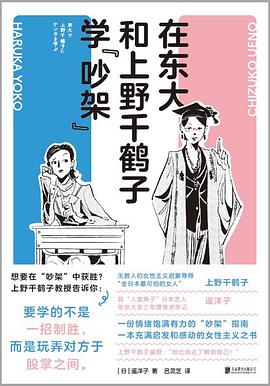 在东大
和上野千鹤子
学『吵架』
東大で
上野千鶴子に
ケンカを学ぶ
HARUKA YOKO
CHIZUKO UENO
想要在“吵架”中获胜？
上野千鹤子教授告诉你：
要学的不是
一招制胜，
而是玩弄对方于
股掌之间。
无数人的女性主义启蒙导师
“全日本最可怕的女人”
上野千鹤子
其“入室弟子”日本艺人
东京大学三年爆笑求学记
遥洋子
一份情绪饱满有力的“吵架”指南
一本充满启发和感动的女性主义之书
上野千鹤子盛赞：“她比我还了解我自己！”
[日]遥洋子 著 吕灵芝 译